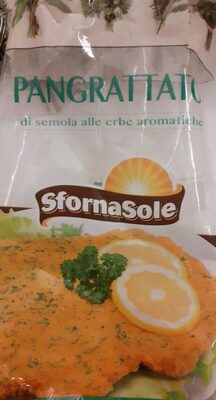 PANGRATTATO
di semola alle erbe aromatiche
SfornaSole